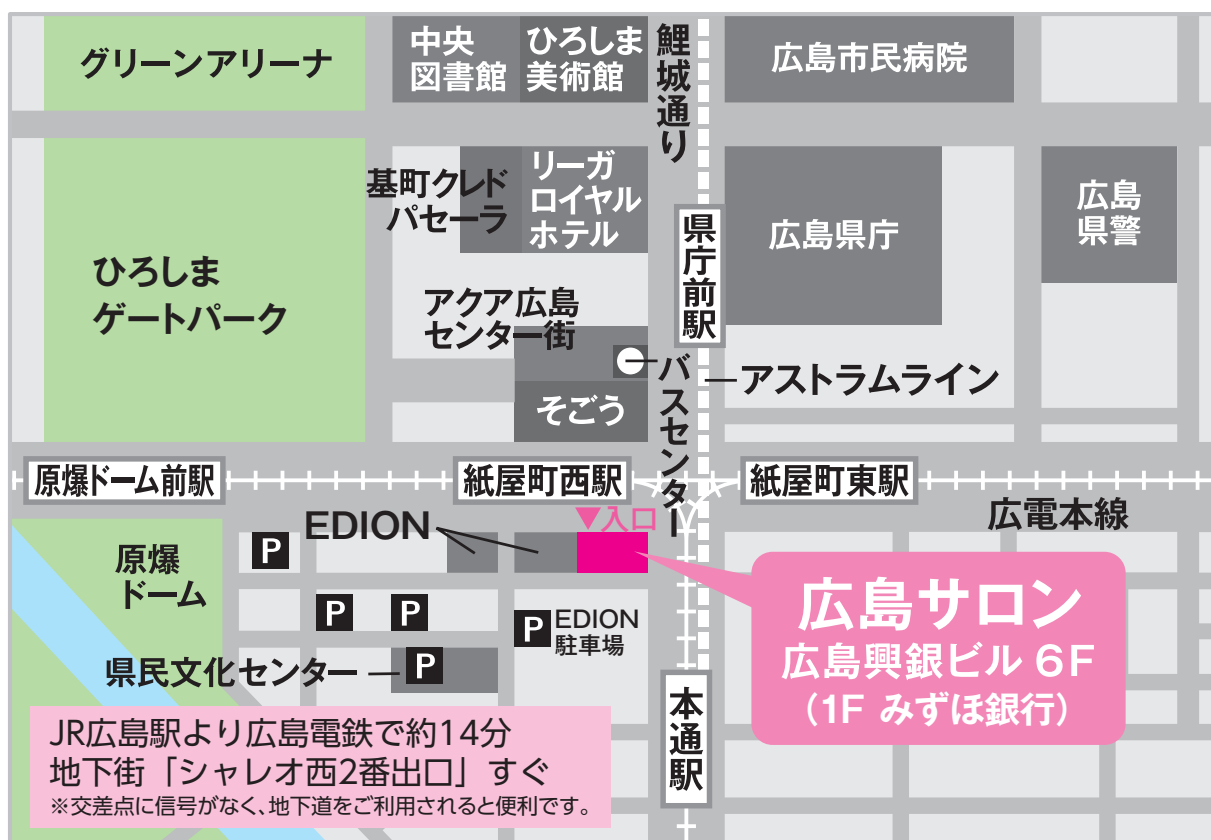 グリーンアリーナ
中央
図書館
ひろしま
美術館
鯉城通り
広島市民病院
基町クレド
パセーラ
リーガ
ロイヤル
ホテル
県庁前駅
広島県庁
広島
県警
ひろしま
ゲートパーク
アクア広島
センター街
バスセンター
アストラムライン
そごう
原爆ドーム前駅
紙屋町西駅
紙屋町東駅
広電本線
EDION
▼入口
原爆
ドーム
P
P
P
P EDION
駐車場
県民文化センター
P
広島サロン
広島興銀ビル 6F
(1F みずほ銀行)
本通駅
JR広島駅より広島電鉄で約14分
地下街「シャレオ西2番出口」すぐ
※交差点に信号がなく、地下道をご利用されると便利です。